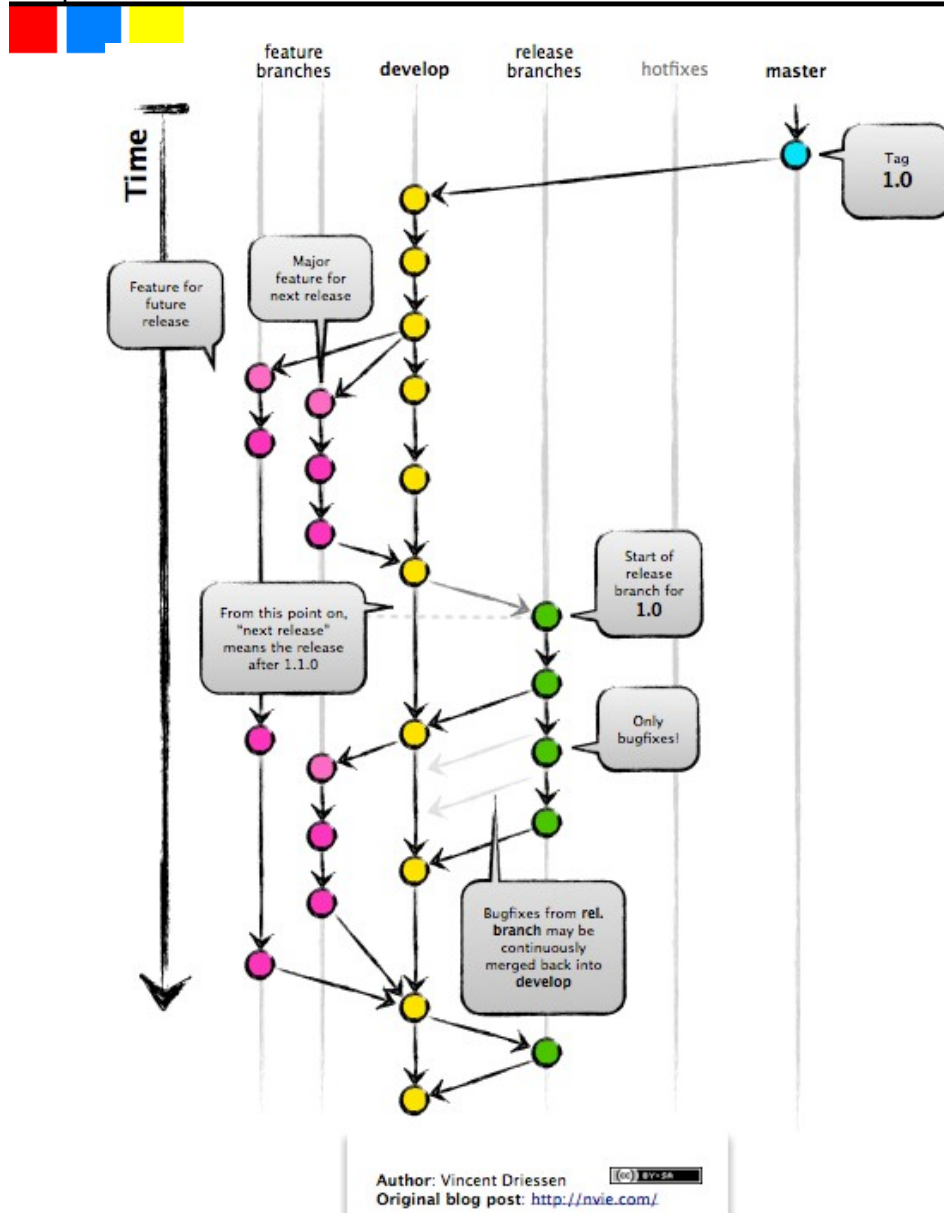 feature
branches
develop
release
branches
hotfixes
master
Time
Tag
1.0
Major
feature for
next release
Feature for
future
release
Start of
release
branch for
1.0
From this point on,
"next release"
means the release
after 1.1.0
Only
bugfixes!
Bugfixes from rel.
branch may be
continuously
merged back into
develop
Author: Vincent Driessen
(cc) BY-SA
Original blog post: http://nvie.com/